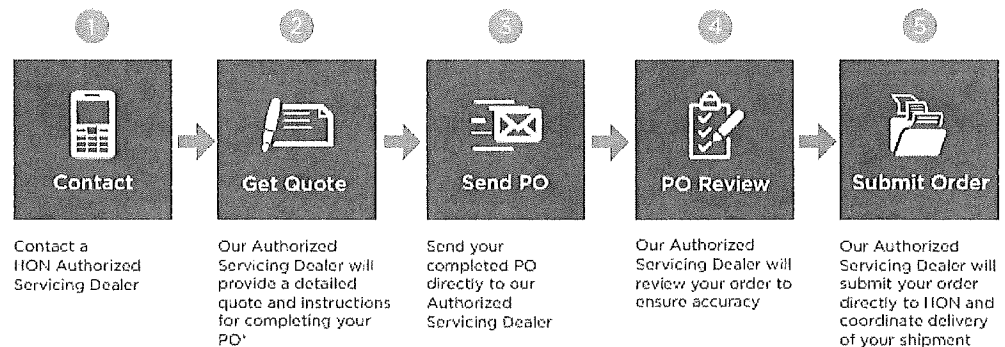 1
2
3
4
5
Contact
Get Quote
Send PO
PO Review
Submit Order
Contact a
HON Authorized
Servicing Dealer
Our Authorized
Servicing Dealer will
provide a detailed
quote and instructions
for completing your
PO*
Send your
completed PO
directly to our
Authorized
Servicing Dealer
Our Authorized
Servicing Dealer will
review your order to
ensure accuracy
Our Authorized
Servicing Dealer will
submit your order
directly to HON and
coordinate delivery
of your shipment